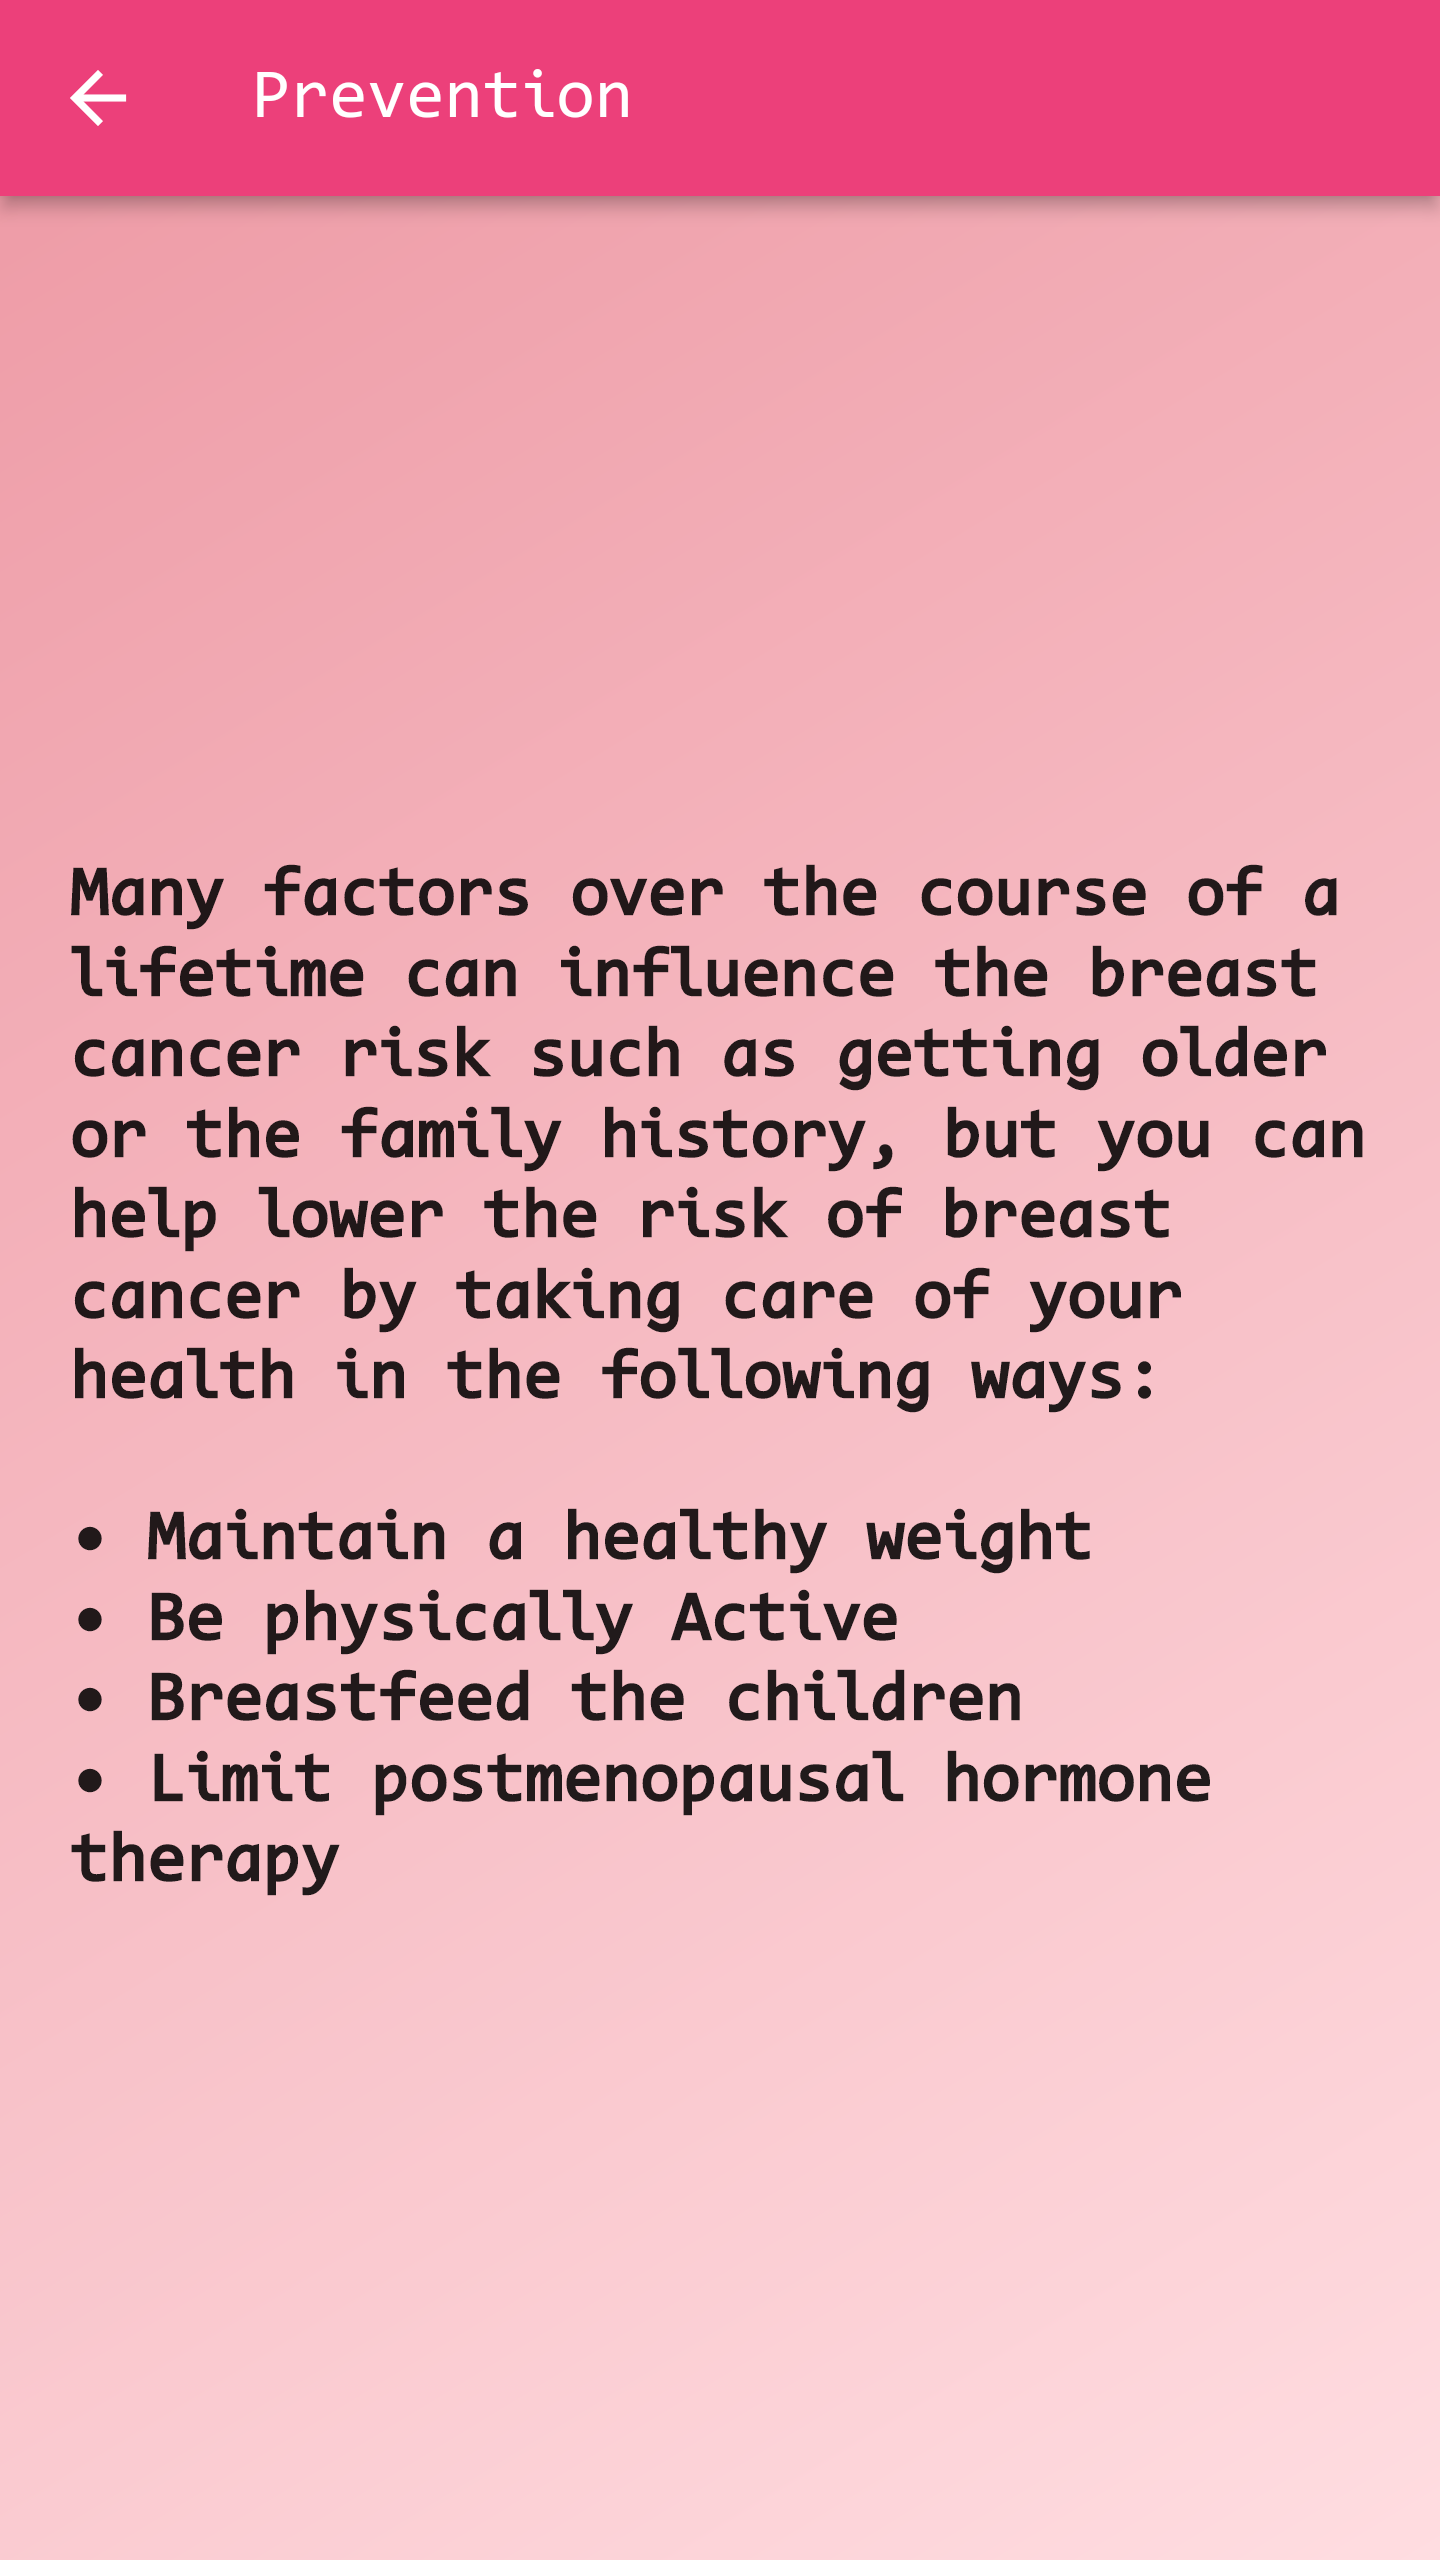 Prevention
Many factors over the course of a
lifetime can influence the breast
cancer risk such as getting older
or the family history, but you can
help lower the risk of breast
cancer by taking care of your
health in the following ways:
• Maintain a healthy weight
• Be physically Active
• Breastfeed the children
• Limit postmenopausal hormone
therapy